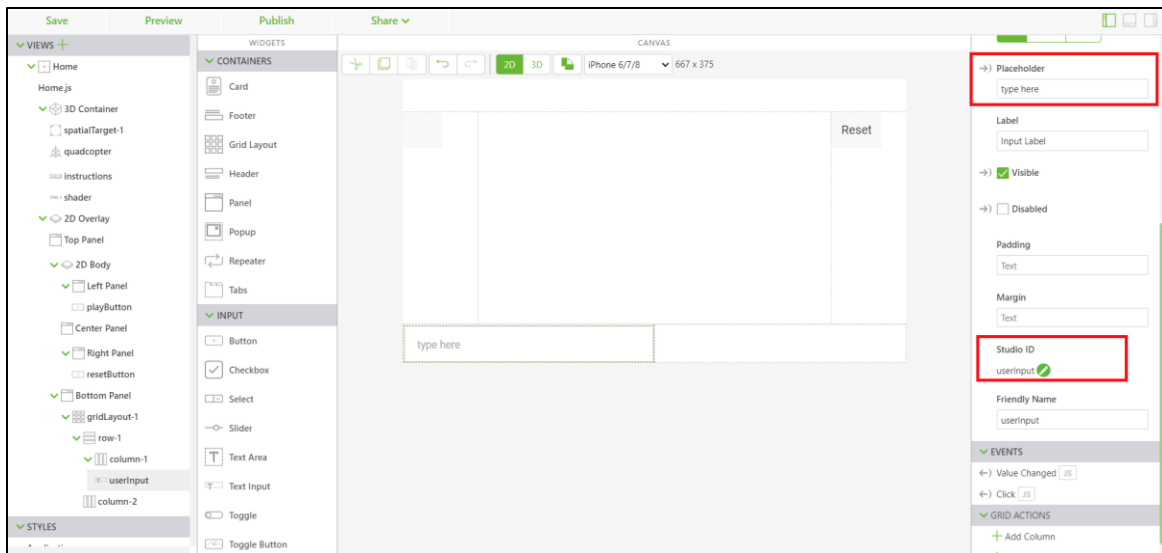 Save Preview Publish Share
VIEWS
Home
Home.js
3D Container
spatialTarget-1
quadcopter
instructions
shader
2D Overlay
Top Panel
2D Body
Left Panel
playButton
Center Panel
Right Panel
resetButton
Bottom Panel
gridLayout-1
row-1
column-1
userInput
column-2
STYLES
WIDGETS
CONTAINERS
Card
Footer
Grid Layout
Header
Panel
Popup
Repeater
Tabs
INPUT
Button
Checkbox
Select
Slider
Text Area
Text Input
Toggle
Toggle Button
CANVAS
2D 3D iPhone 6/7/8 667 x 375
Reset
type here
Placeholder
type here
Label
Input Label
Visible
Disabled
Padding
Text
Margin
Text
Studio ID
userInput
Friendly Name
userInput
EVENTS
Value Changed JS
Click JS
GRID ACTIONS
Add Column